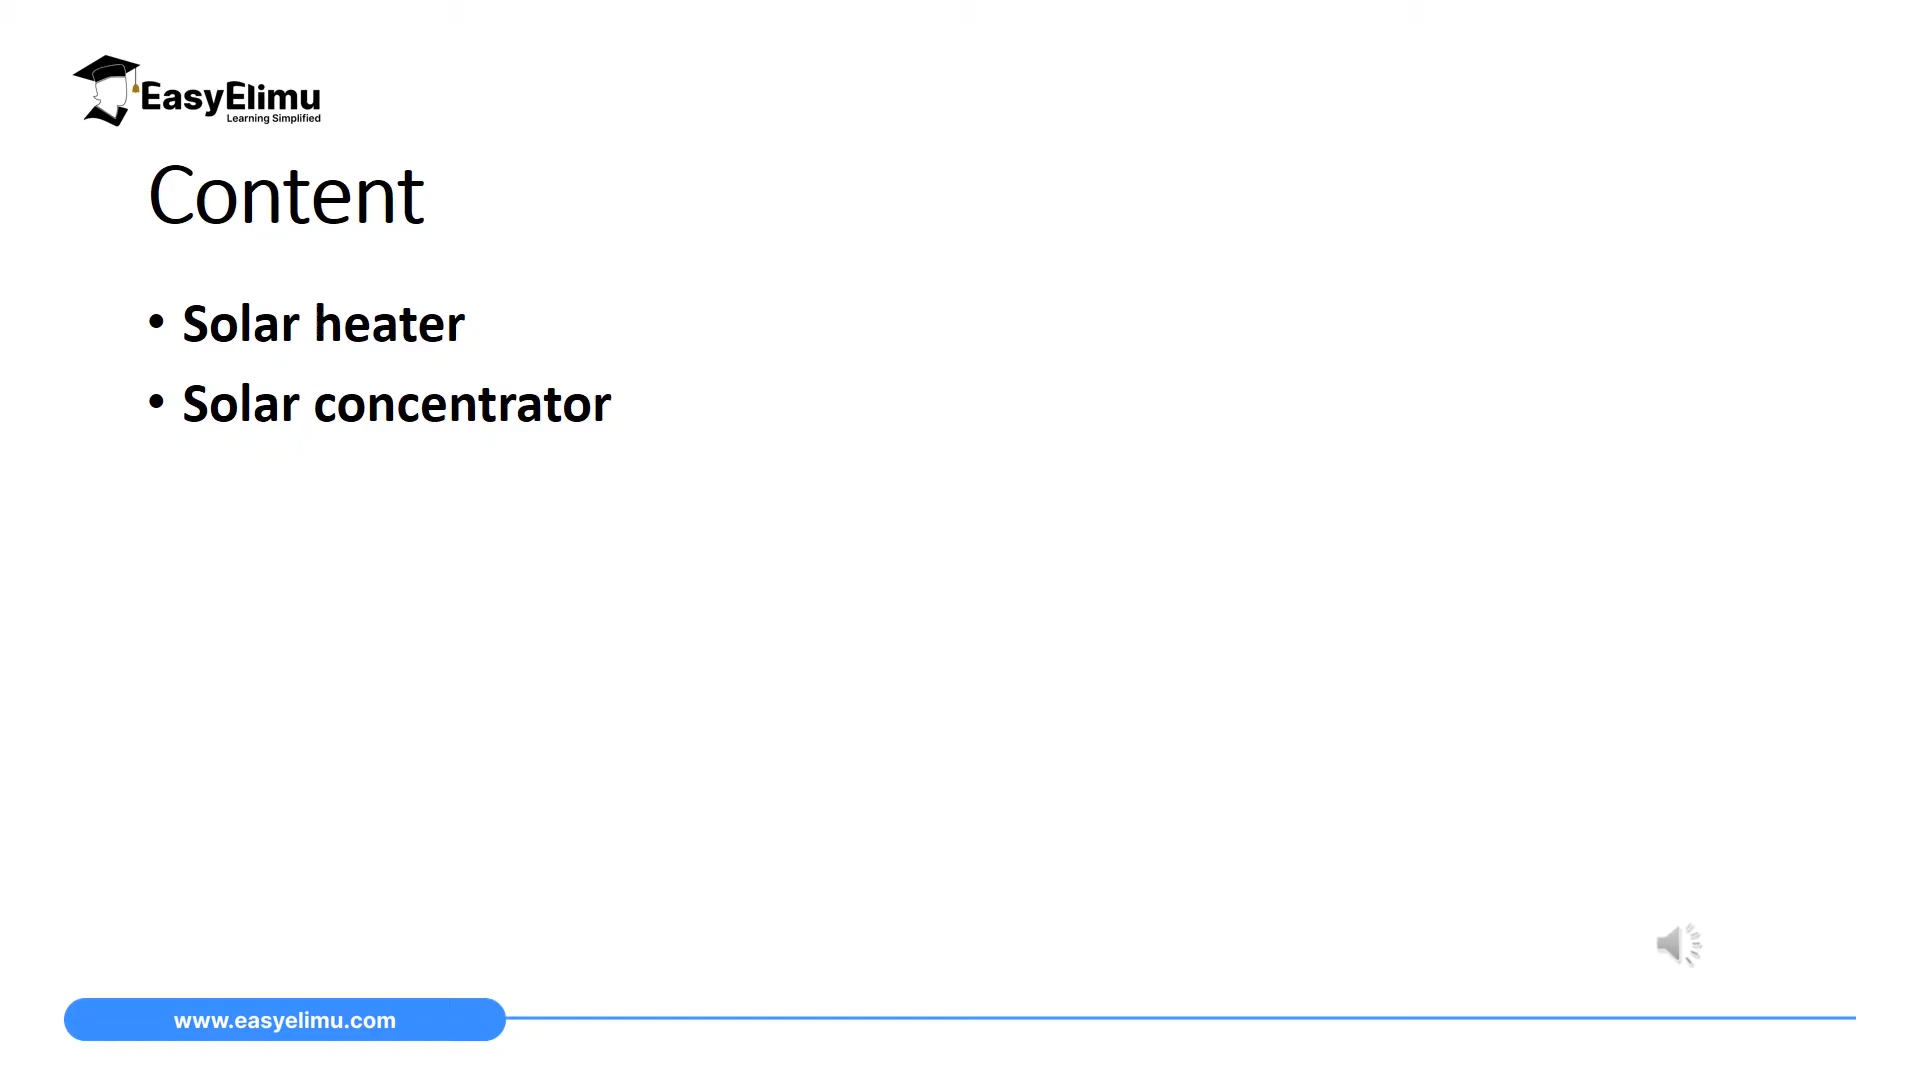 EasyElimu
Learning Simplified
Content
• Solar heater
• Solar concentrator
www.easyelimu.com